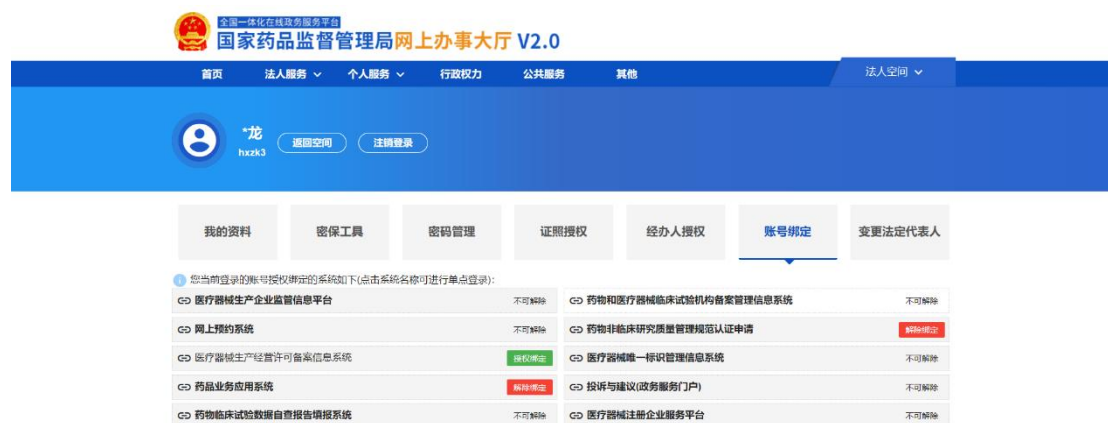 全国一体化在线政务服务平台
国家药品监督管理局网上办事大厅 V2.0
首页 法人服务 个人服务 行政权力 公共服务 其他 法人空间
*龙 返回空间 注销登录
hxzk3
我的资料 密保工具 密码管理 证照授权 经办人授权 账号绑定 变更法定代表人
您当前登录的账号授权绑定的系统如下(点击系统名称可进行单点登录):
医疗器械生产企业监管信息平台 不可解除 药物和医疗器械临床试验机构备案管理信息系统 不可解除
网上预约系统 不可解除 药物非临床研究质量管理规范认证申请 解除绑定
医疗器械生产经营许可备案信息系统 授权绑定 医疗器械唯一标识管理信息系统 不可解除
药品业务应用系统 解除绑定 投诉与建议(政务服务门户) 不可解除
药物临床试验数据自查报告填报系统 不可解除 医疗器械注册企业服务平台 不可解除